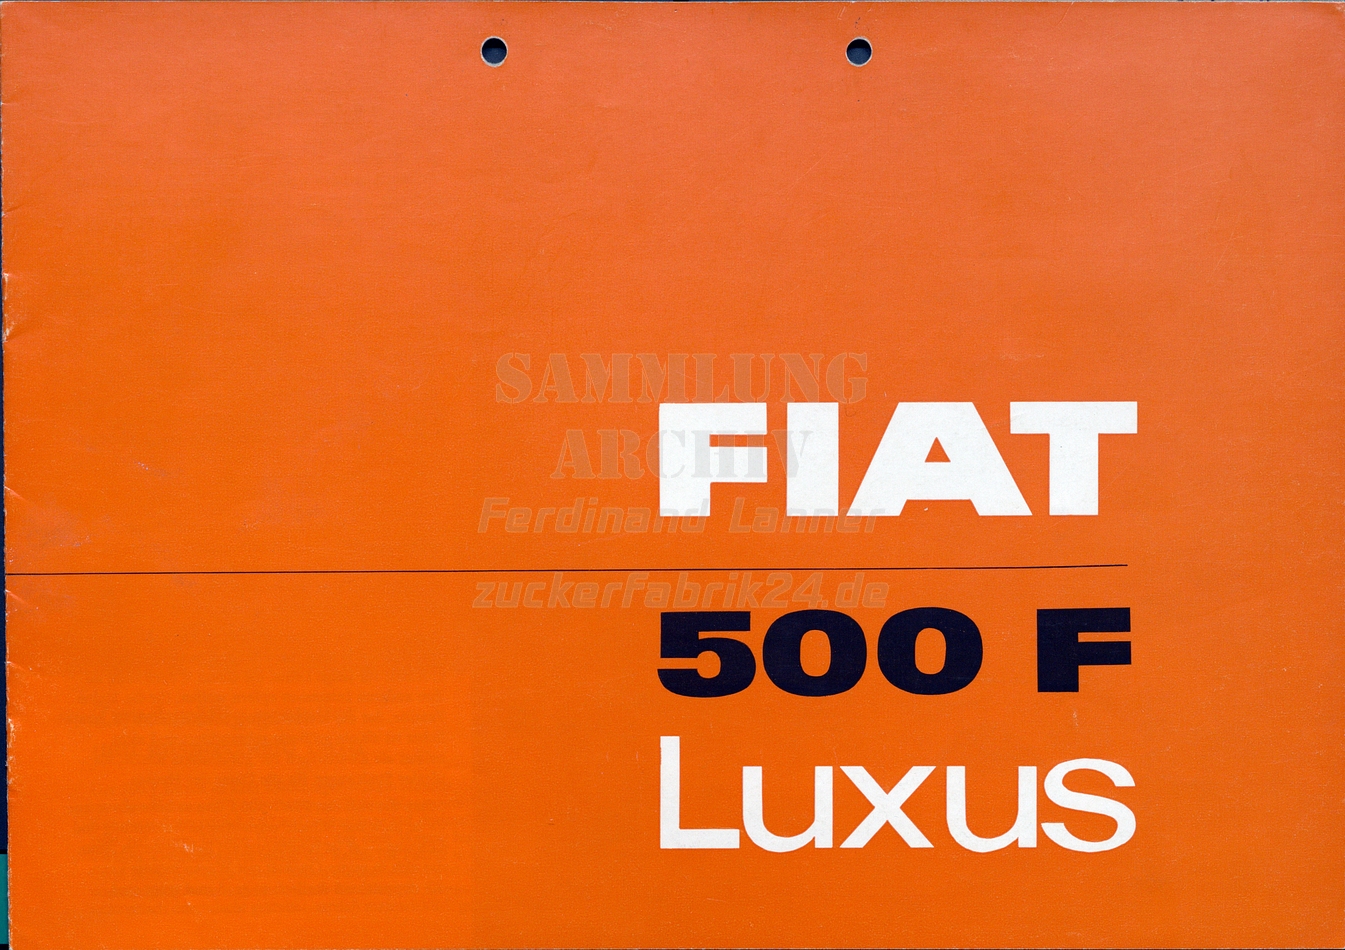 SAMMLUNG
ARCHIV
FIAT
Ferdinand Lanner
zuckerfabrik24.de
500 F
Luxus